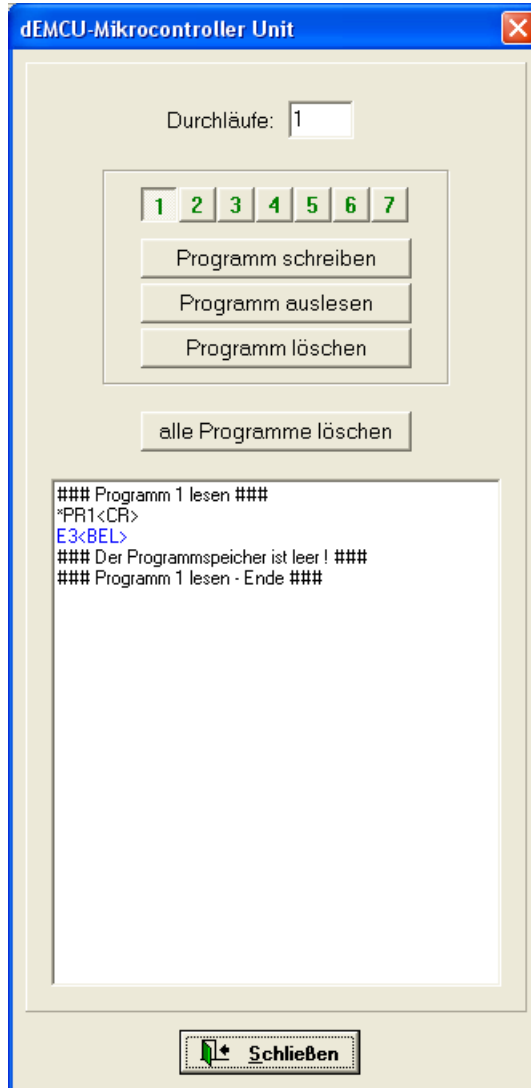 dEMCU-Mikrocontroller Unit
Durchläufe: 1
1 2 3 4 5 6 7
Programm schreiben
Programm auslesen
Programm löschen
alle Programme löschen
### Programm 1 lesen ###
*PR1<CR>
E3<BEL>
### Der Programmspeicher ist leer ! ###
### Programm 1 lesen - Ende ###
Schließen